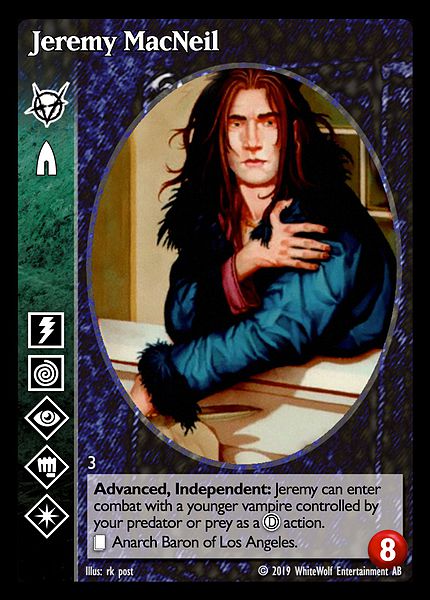 Jeremy MacNeil
3
Advanced, Independent: Jeremy can enter
combat with a younger vampire controlled by
your predator or prey as a Ⓓ action.
Anarch Baron of Los Angeles.
8
Illus: rk post © 2019 WhiteWolf Entertainment AB